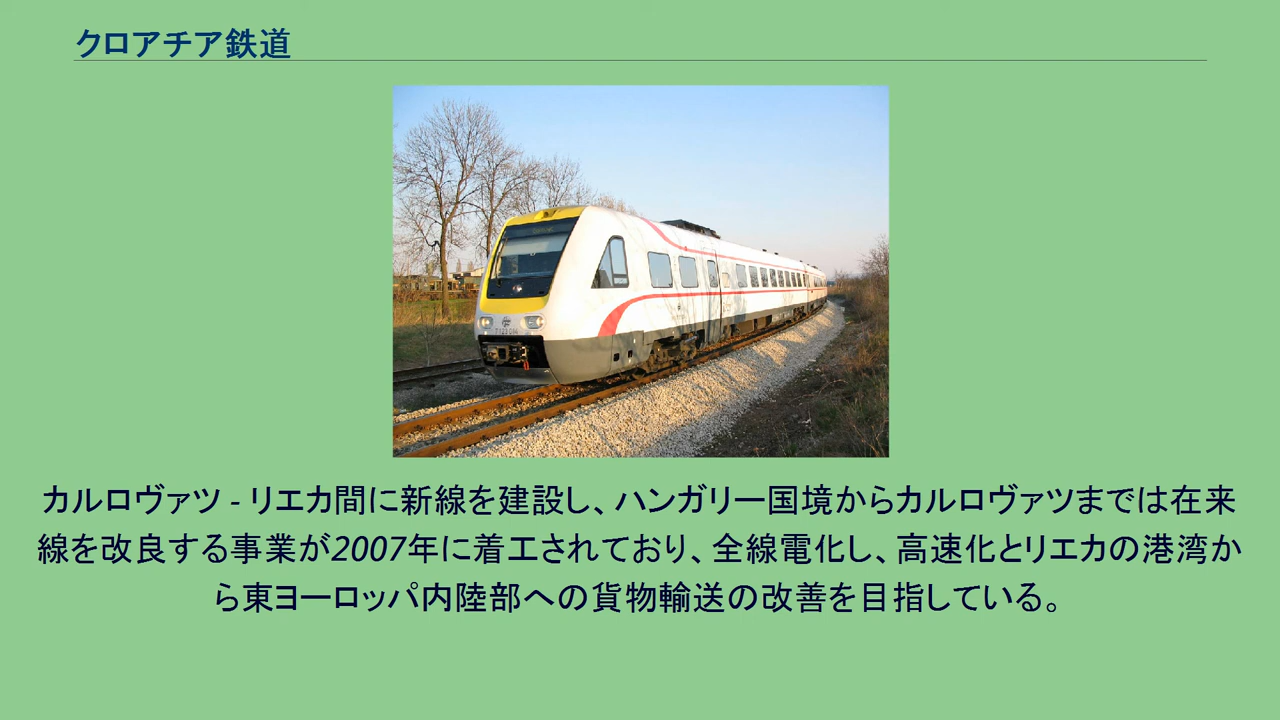 クロアチア鉄道
カルロヴァツ - リエカ間に新線を建設し、ハンガリー国境からカルロヴァツまでは在来
線を改良する事業が2007年に着工されており、全線電化し、高速化とリエカの港湾か
ら東ヨーロッパ内陸部への貨物輸送の改善を目指している。